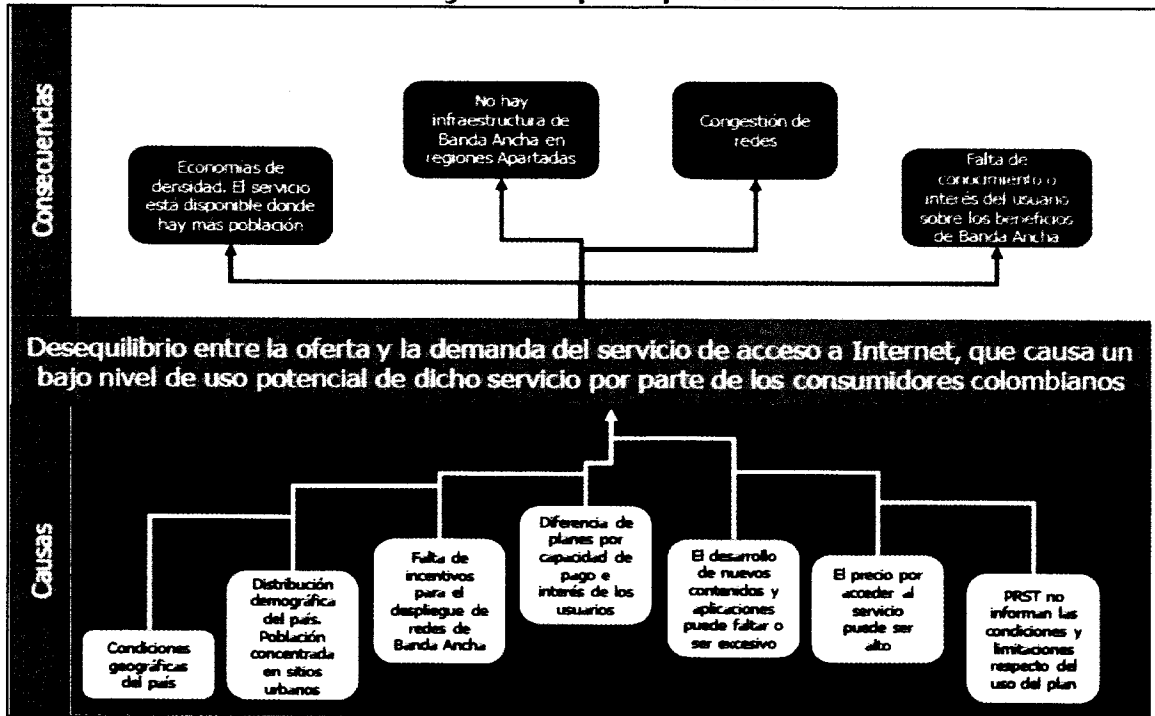 Consecuencias
Economías de
densidad. El servicio
está disponible donde
hay mas población
No hay
infraestructura de
Banda Ancha en
regiones Apartadas
Congestión de
redes
Falta de
conocimiento o
interés del usuario
sobre los beneficios
de Banda Ancha
Desequilibrio entre la oferta y la demanda del servicio de acceso a Internet, que causa un
bajo nivel de uso potencial de dicho servicio por parte de los consumidores colombianos
Causas
Condiciones
geográficas
del país
Distribución
demográfica
del país.
Población
concentrada
en sitios
urbanos
Falta de
incentivos
para el
despliegue de
redes de
Banda Ancha
Diferencia de
planes por
capacidad de
pago e
interés de los
usuarios
El desarrollo
de nuevos
contenidos y
aplicaciones
puede faltar o
ser excesivo
El precio por
acceder al
servicio
puede ser
alto
PRST no
informan las
condiciones y
limitaciones
respecto del
uso del plan